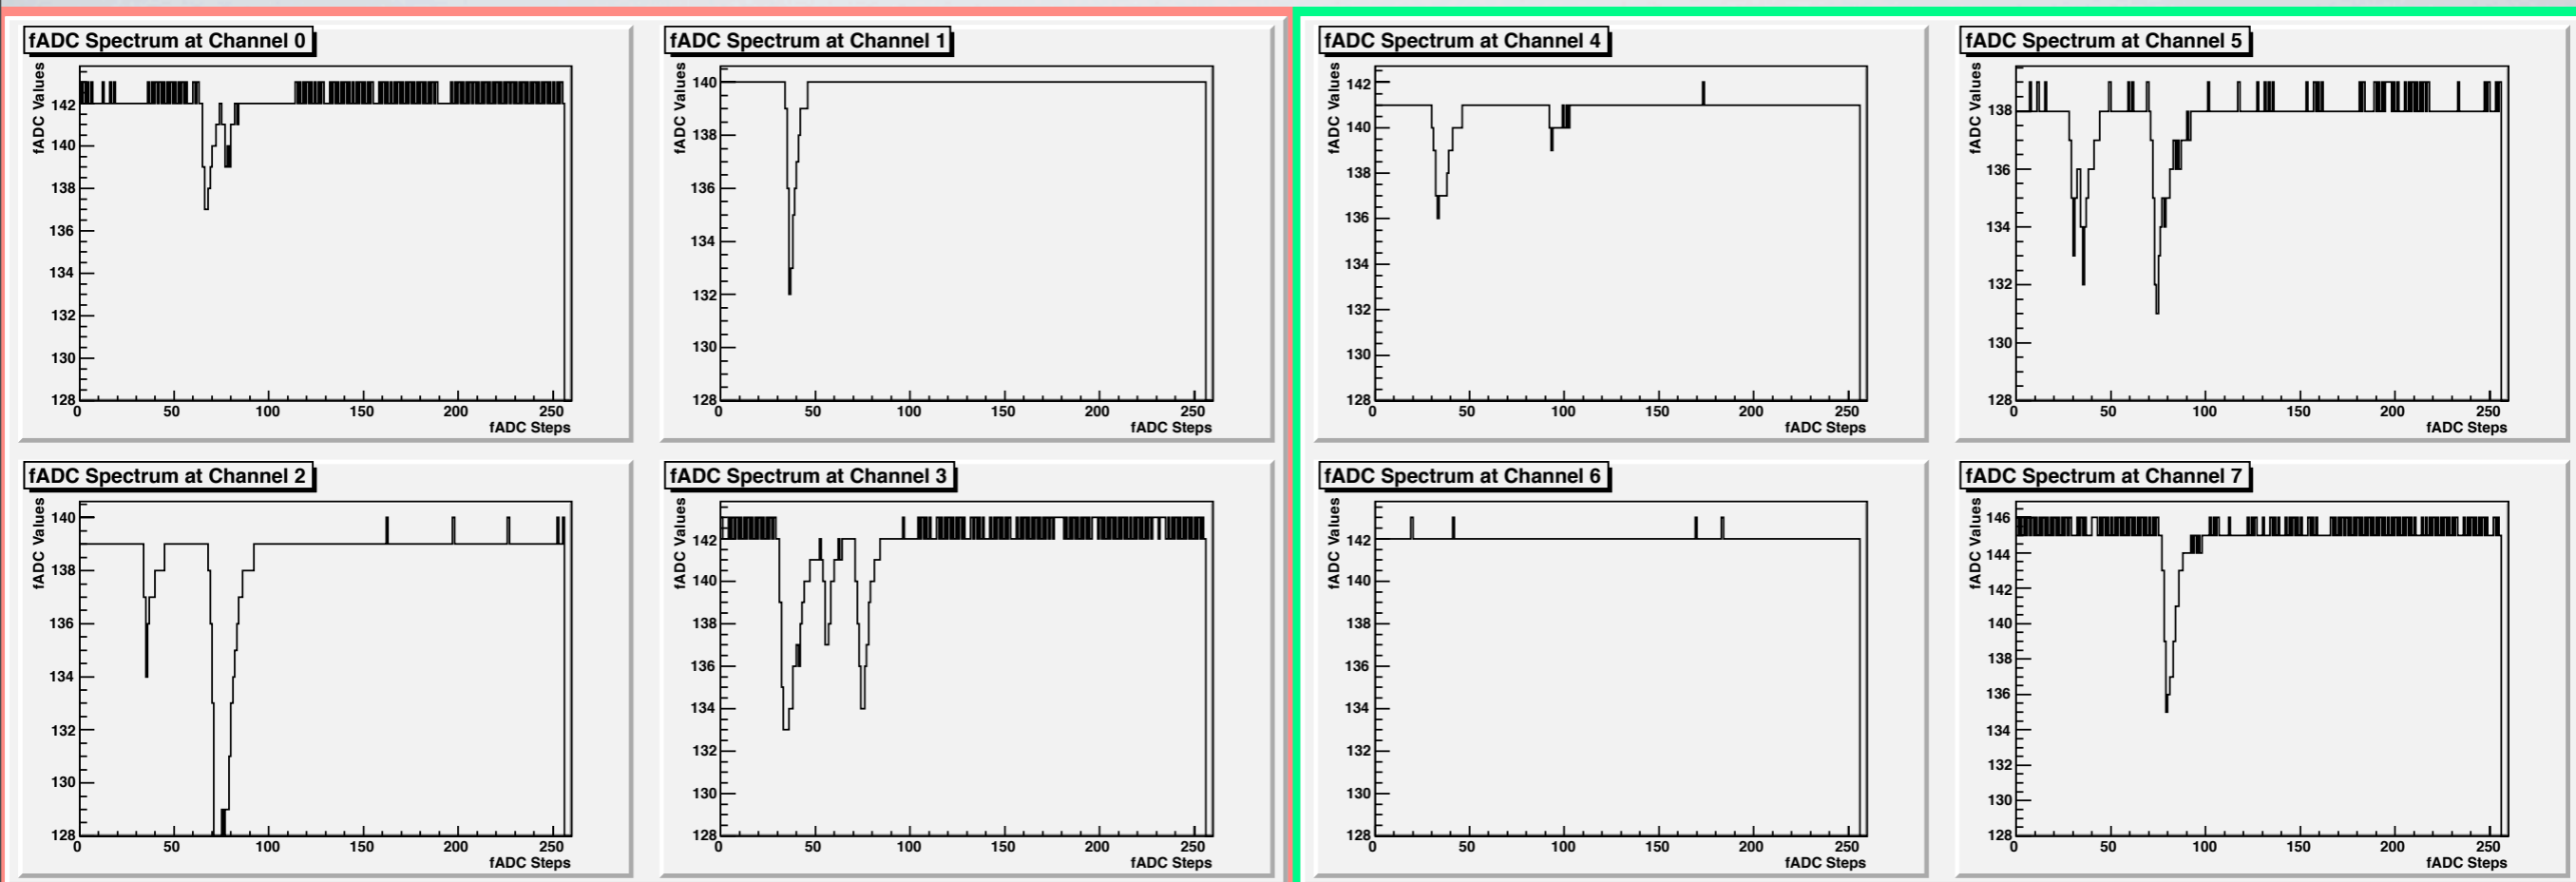 fADC Spectrum at Channel 0
fADC Values
142
140
138
136
134
132
130
128
0 50 100 150 200 250
fADC Steps
fADC Spectrum at Channel 1
fADC Values
140
138
136
134
132
130
128
0 50 100 150 200 250
fADC Steps
fADC Spectrum at Channel 4
fADC Values
142
140
138
136
134
132
130
128
0 50 100 150 200 250
fADC Steps
fADC Spectrum at Channel 5
fADC Values
138
136
134
132
130
128
0 50 100 150 200 250
fADC Steps
fADC Spectrum at Channel 2
fADC Values
140
138
136
134
132
130
128
0 50 100 150 200 250
fADC Steps
fADC Spectrum at Channel 3
fADC Values
142
140
138
136
134
132
130
128
0 50 100 150 200 250
fADC Steps
fADC Spectrum at Channel 6
fADC Values
142
140
138
136
134
132
130
128
0 50 100 150 200 250
fADC Steps
fADC Spectrum at Channel 7
fADC Values
146
144
142
140
138
136
134
132
130
128
0 50 100 150 200 250
fADC Steps